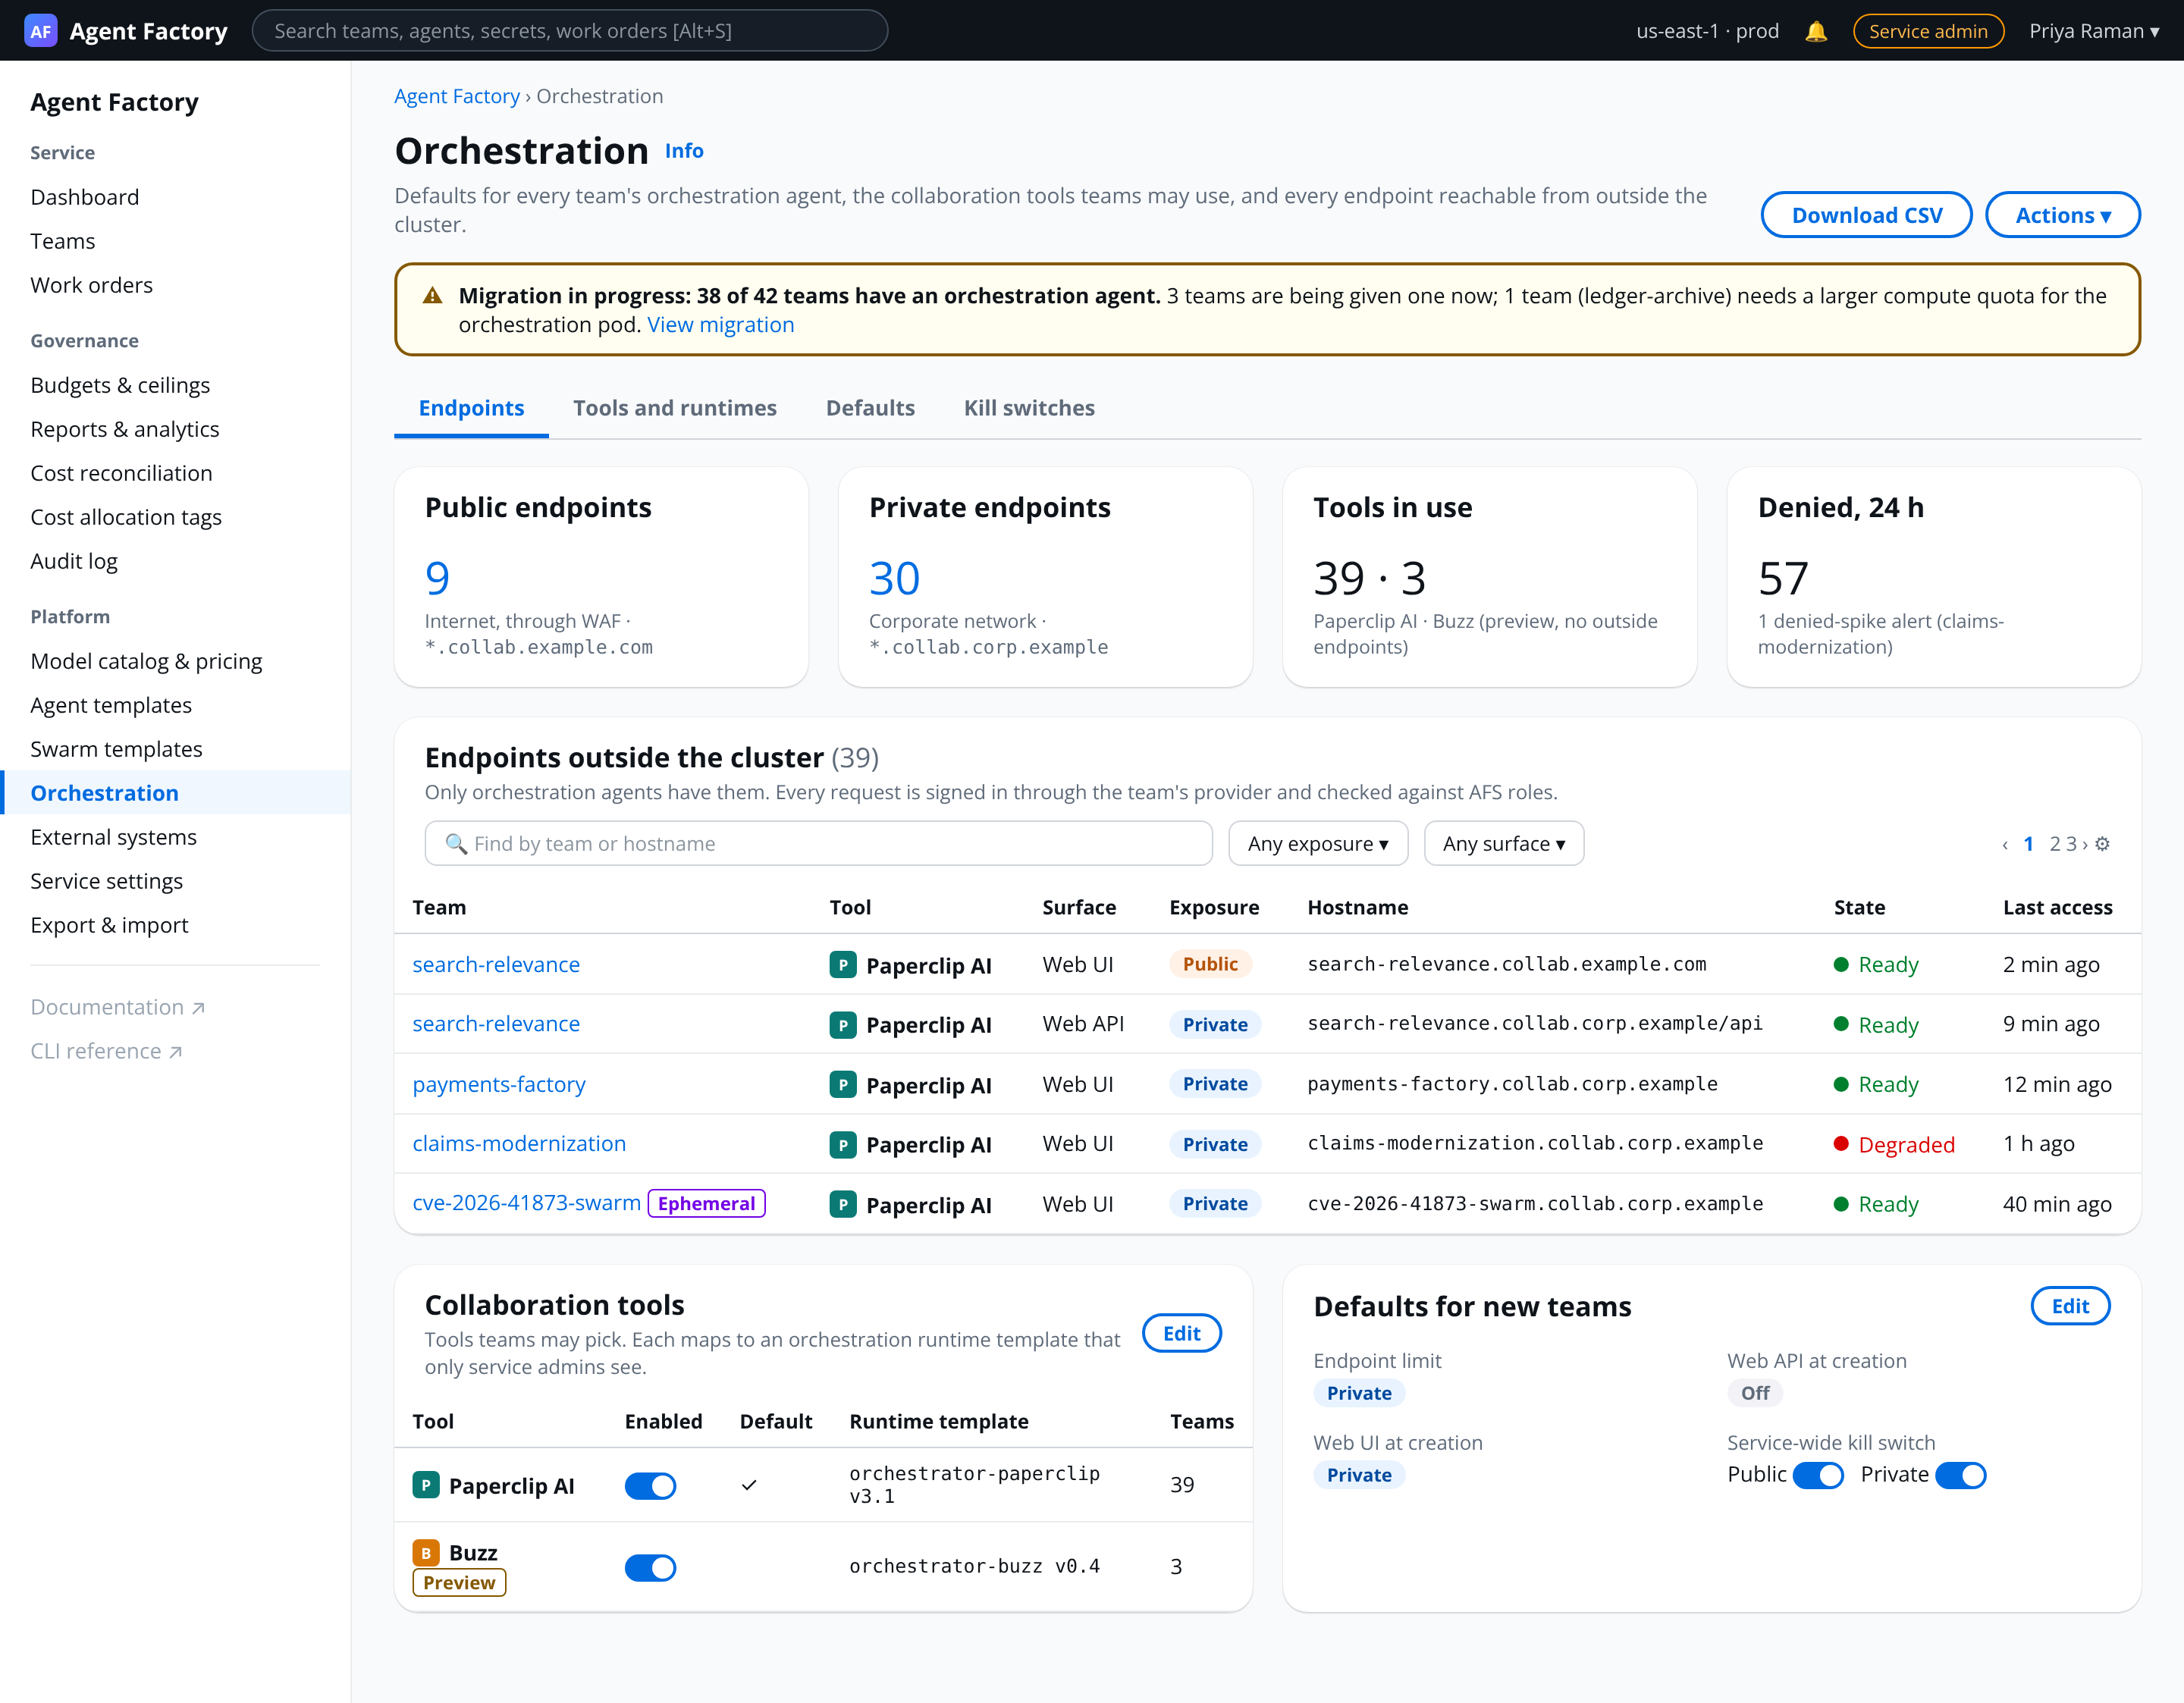 AF Agent Factory
Search teams, agents, secrets, work orders [Alt+S]
us-east-1 · prod
Service admin
Priya Raman ▾
Agent Factory
Service
Dashboard
Teams
Work orders
Governance
Budgets & ceilings
Reports & analytics
Cost reconciliation
Cost allocation tags
Audit log
Platform
Model catalog & pricing
Agent templates
Swarm templates
Orchestration
External systems
Service settings
Export & import
Documentation ↗
CLI reference ↗
Agent Factory › Orchestration
Orchestration Info
Defaults for every team's orchestration agent, the collaboration tools teams may use, and every endpoint reachable from outside the
cluster.
Download CSV
Actions ▾
Migration in progress: 38 of 42 teams have an orchestration agent. 3 teams are being given one now; 1 team (ledger-archive) needs a larger compute quota for the
orchestration pod. View migration
Endpoints Tools and runtimes Defaults Kill switches
Public endpoints
9
Internet, through WAF ·
*.collab.example.com
Private endpoints
30
Corporate network ·
*.collab.corp.example
Tools in use
39 · 3
Paperclip AI · Buzz (preview, no outside
endpoints)
Denied, 24 h
57
1 denied-spike alert (claims-
modernization)
Endpoints outside the cluster (39)
Only orchestration agents have them. Every request is signed in through the team's provider and checked against AFS roles.
🔍 Find by team or hostname
Any exposure ▾
Any surface ▾
‹ 1 2 3 › ⚙
Team Tool Surface Exposure Hostname State Last access
search-relevance P Paperclip AI Web UI Public search-relevance.collab.example.com Ready 2 min ago
search-relevance P Paperclip AI Web API Private search-relevance.collab.corp.example/api Ready 9 min ago
payments-factory P Paperclip AI Web UI Private payments-factory.collab.corp.example Ready 12 min ago
claims-modernization P Paperclip AI Web UI Private claims-modernization.collab.corp.example Degraded 1 h ago
cve-2026-41873-swarm Ephemeral P Paperclip AI Web UI Private cve-2026-41873-swarm.collab.corp.example Ready 40 min ago
Collaboration tools
Tools teams may pick. Each maps to an orchestration runtime template that
only service admins see.
Edit
Tool Enabled Default Runtime template Teams
P Paperclip AI ✓ orchestrator-paperclip 39
v3.1
B Buzz orchestrator-buzz v0.4 3
Preview
Defaults for new teams
Edit
Endpoint limit
Private
Web API at creation
Off
Web UI at creation
Private
Service-wide kill switch
Public Private